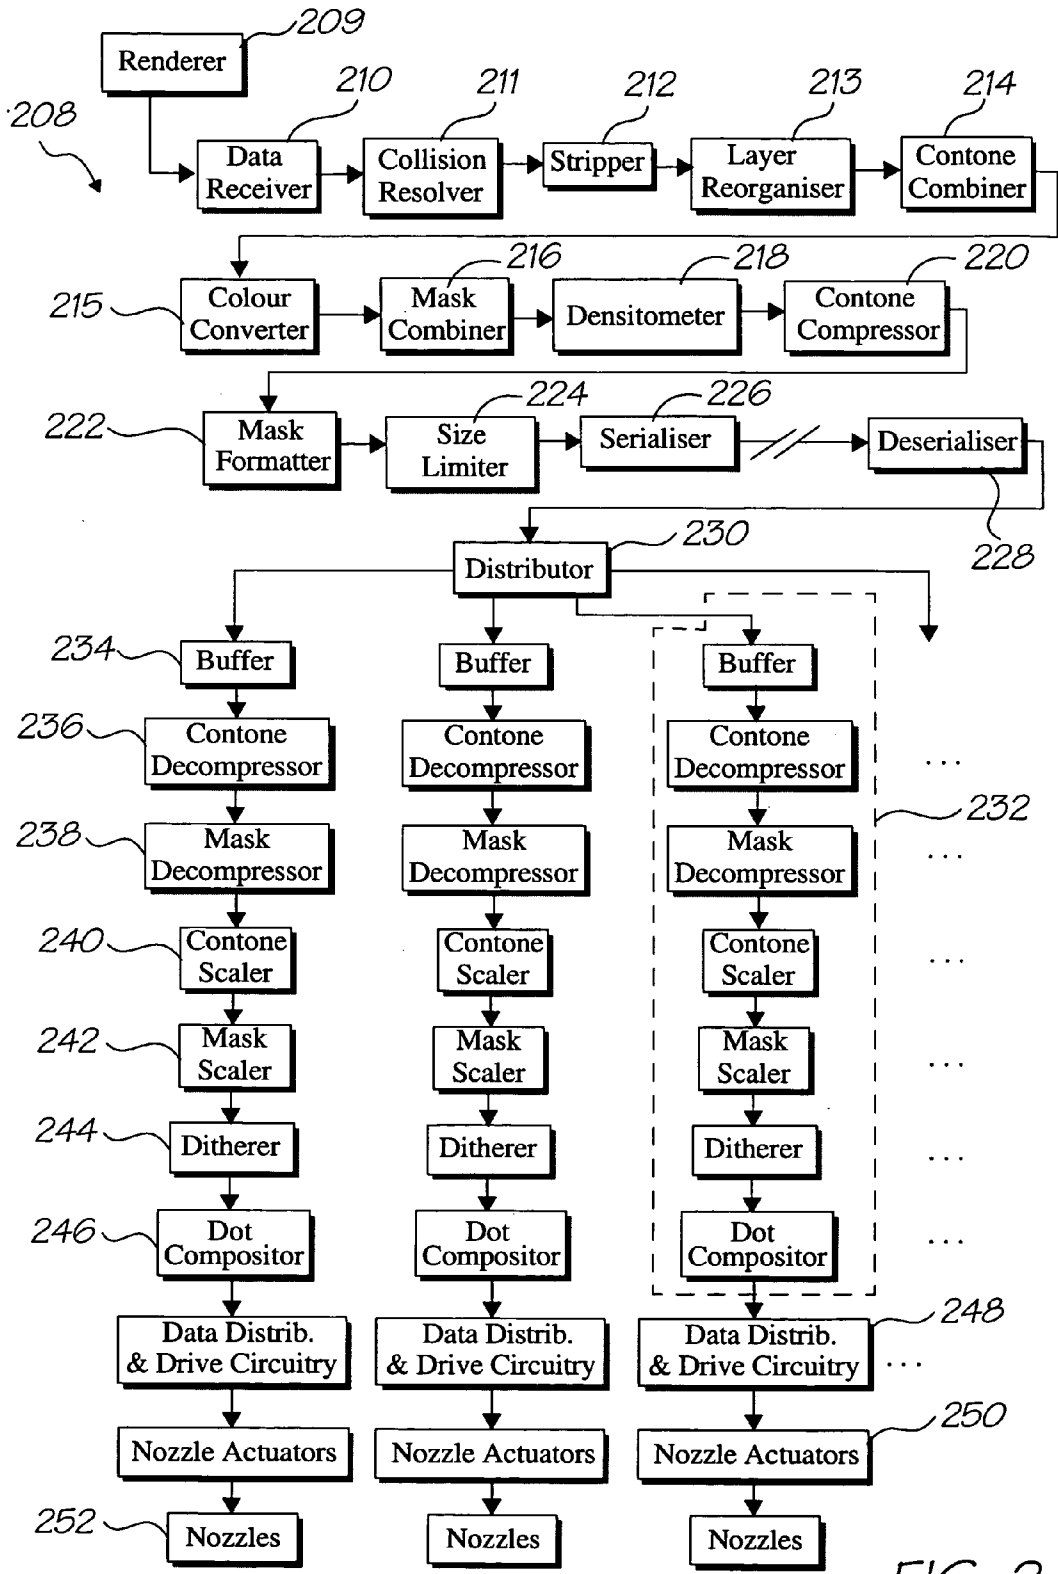 209
Renderer
208
210
211
212
213
214
Data
Receiver
Collision
Resolver
Stripper
Layer
Reorganiser
Contone
Combiner
215
216
218
220
Colour
Converter
Mask
Combiner
Densitometer
Contone
Compressor
222
224
226
Mask
Formatter
Size
Limiter
Serialiser
Deserialiser
228
230
Distributor
234
Buffer
Buffer
Buffer
236
Contone
Decompressor
Contone
Decompressor
Contone
Decompressor
...
232
238
Mask
Decompressor
Mask
Decompressor
Mask
Decompressor
...
240
Contone
Scaler
Contone
Scaler
Contone
Scaler
...
242
Mask
Scaler
Mask
Scaler
Mask
Scaler
...
244
Ditherer
Ditherer
Ditherer
...
246
Dot
Compositor
Dot
Compositor
Dot
Compositor
...
248
Data Distrib.
& Drive Circuitry
Data Distrib.
& Drive Circuitry
Data Distrib.
& Drive Circuitry
...
250
Nozzle Actuators
Nozzle Actuators
Nozzle Actuators
252
Nozzles
Nozzles
Nozzles